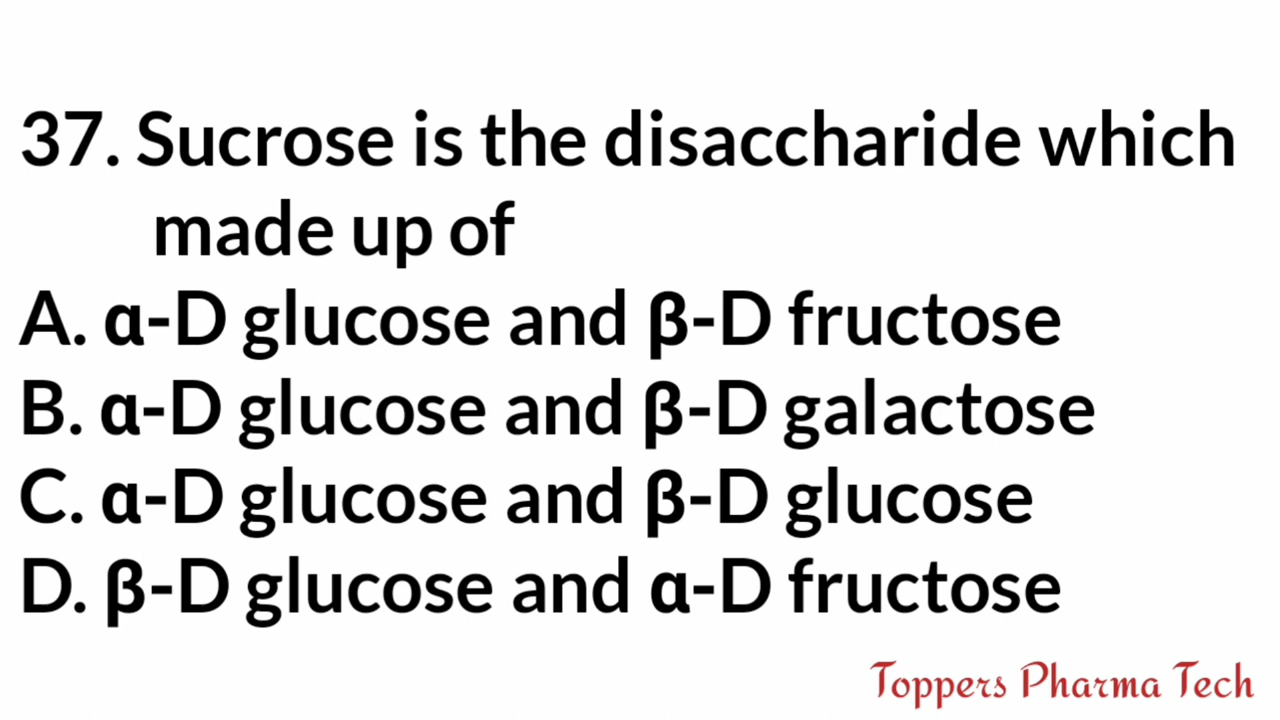 37. Sucrose is the disaccharide which
made up of
A. α-D glucose and β-D fructose
B. α-D glucose and β-D galactose
C. α-D glucose and β-D glucose
D. β-D glucose and α-D fructose
Toppers Pharma Tech